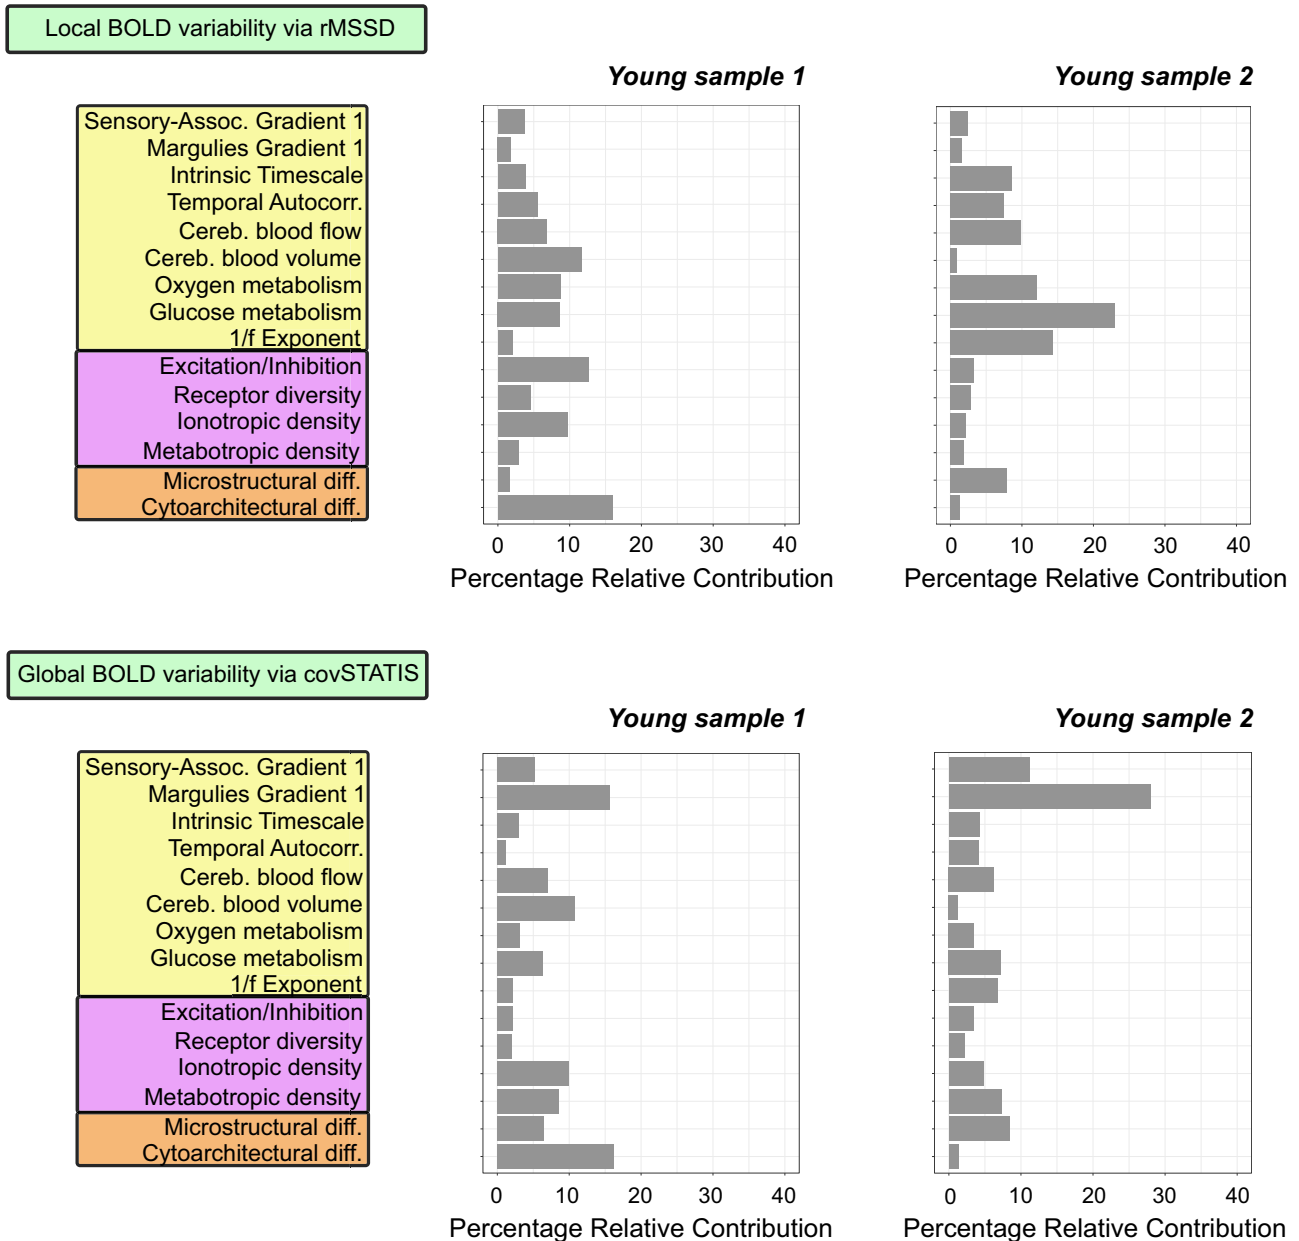 Local BOLD variability via rMSSD
Young sample 1
Young sample 2
Sensory-Assoc. Gradient 1
Margulies Gradient 1
Intrinsic Timescale
Temporal Autocorr.
Cereb. blood flow
Cereb. blood volume
Oxygen metabolism
Glucose metabolism
1/f Exponent
Excitation/Inhibition
Receptor diversity
Ionotropic density
Metabotropic density
Microstructural diff.
Cytoarchitectural diff.
0 10 20 30 40
0 10 20 30 40
Percentage Relative Contribution
Percentage Relative Contribution
Global BOLD variability via covSTATIS
Young sample 1
Young sample 2
Sensory-Assoc. Gradient 1
Margulies Gradient 1
Intrinsic Timescale
Temporal Autocorr.
Cereb. blood flow
Cereb. blood volume
Oxygen metabolism
Glucose metabolism
1/f Exponent
Excitation/Inhibition
Receptor diversity
Ionotropic density
Metabotropic density
Microstructural diff.
Cytoarchitectural diff.
0 10 20 30 40
0 10 20 30 40
Percentage Relative Contribution
Percentage Relative Contribution